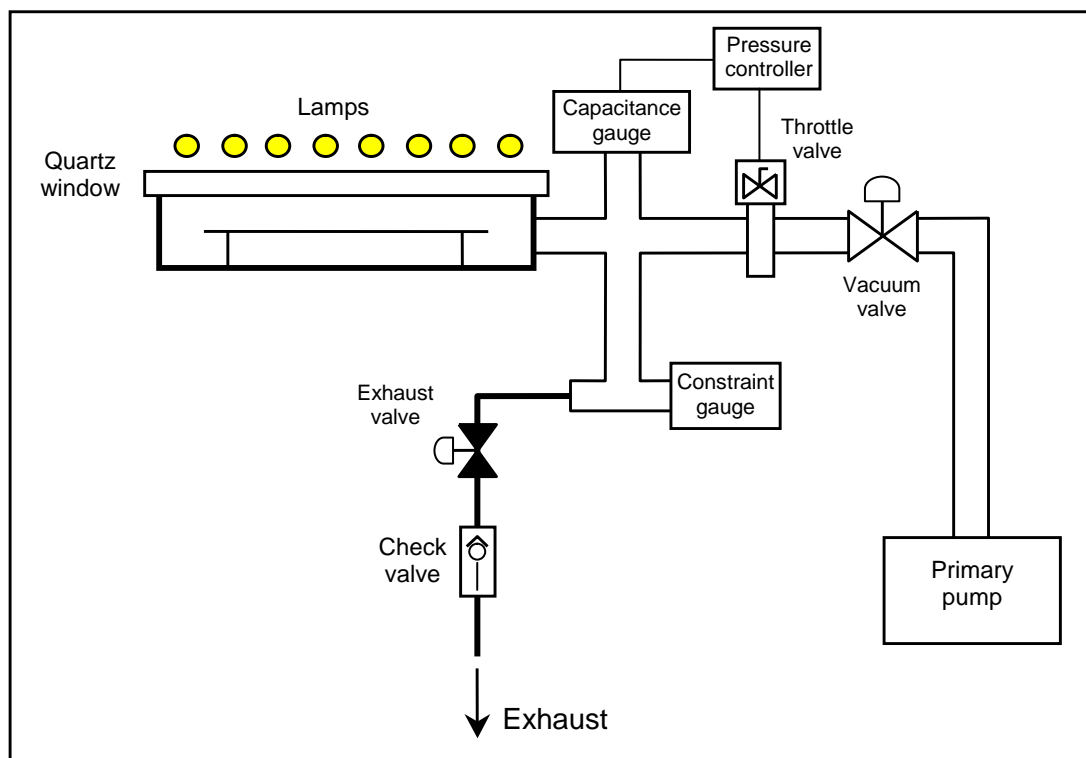 Pressure
controller
Lamps
Capacitance
gauge
Throttle
valve
Quartz
window
Vacuum
valve
Exhaust
valve
Constraint
gauge
Check
valve
Primary
pump
Exhaust